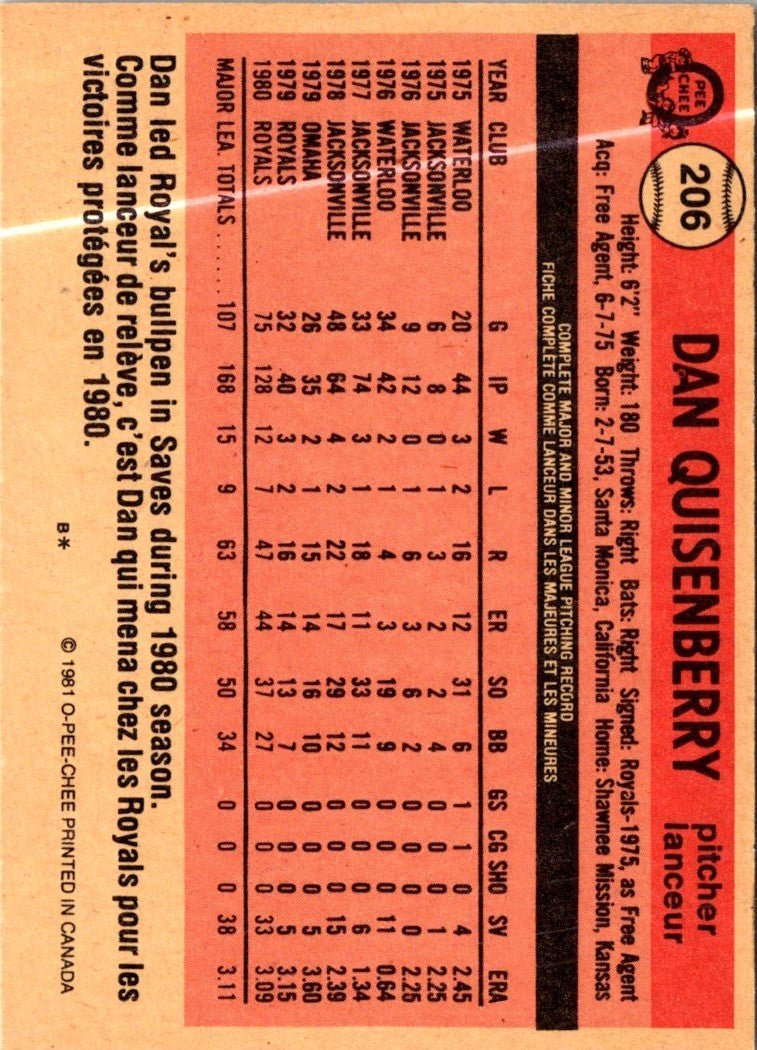 O
PEE
CHEE
206
DAN QUISENBERRY pitcher
lanceur
Height: 6'2" Weight: 180 Throws: Right Bats: Right Signed: Royals-1975, as Free Agent
Acq: Free Agent, 6-7-75 Born: 2-7-53, Santa Monica, California Home: Shawnee Mission, Kansas
COMPLETE MAJOR AND MINOR LEAGUE PITCHING RECORD
FICHE COMPLÈTE COMME LANCEUR DANS LES MAJEURES ET LES MINEURES
YEAR CLUB G IP W L R ER SO BB GS CG SHO SV ERA
1975 WATERLOO 20 44 3 2 16 12 31 6 1 1 0 4 2.45
1975 JACKSONVILLE 6 8 0 1 3 2 2 4 0 0 0 1 2.25
1976 JACKSONVILLE 9 12 0 1 6 3 6 2 0 0 0 0 2.25
1976 WATERLOO 34 42 2 1 4 3 19 9 0 0 0 11 0.64
1977 JACKSONVILLE 33 74 3 1 18 11 33 11 0 0 0 6 1.34
1978 JACKSONVILLE 48 64 4 2 22 17 29 12 0 0 0 15 2.39
1979 OMAHA 26 35 2 1 15 14 16 10 0 0 0 5 3.60
1979 ROYALS 32 40 3 2 16 14 13 7 0 0 0 5 3.15
1980 ROYALS 75 128 12 7 47 44 37 27 0 0 0 33 3.09
MAJOR LEA. TOTALS ...... 107 168 15 9 63 58 50 34 0 0 0 38 3.11
Dan led Royal's bullpen in Saves during 1980 season.
Comme lanceur de relève, c'est Dan qui mena chez les Royals pour les
victoires protégées en 1980.
B* © 1981 O-PEE-CHEE PRINTED IN CANADA